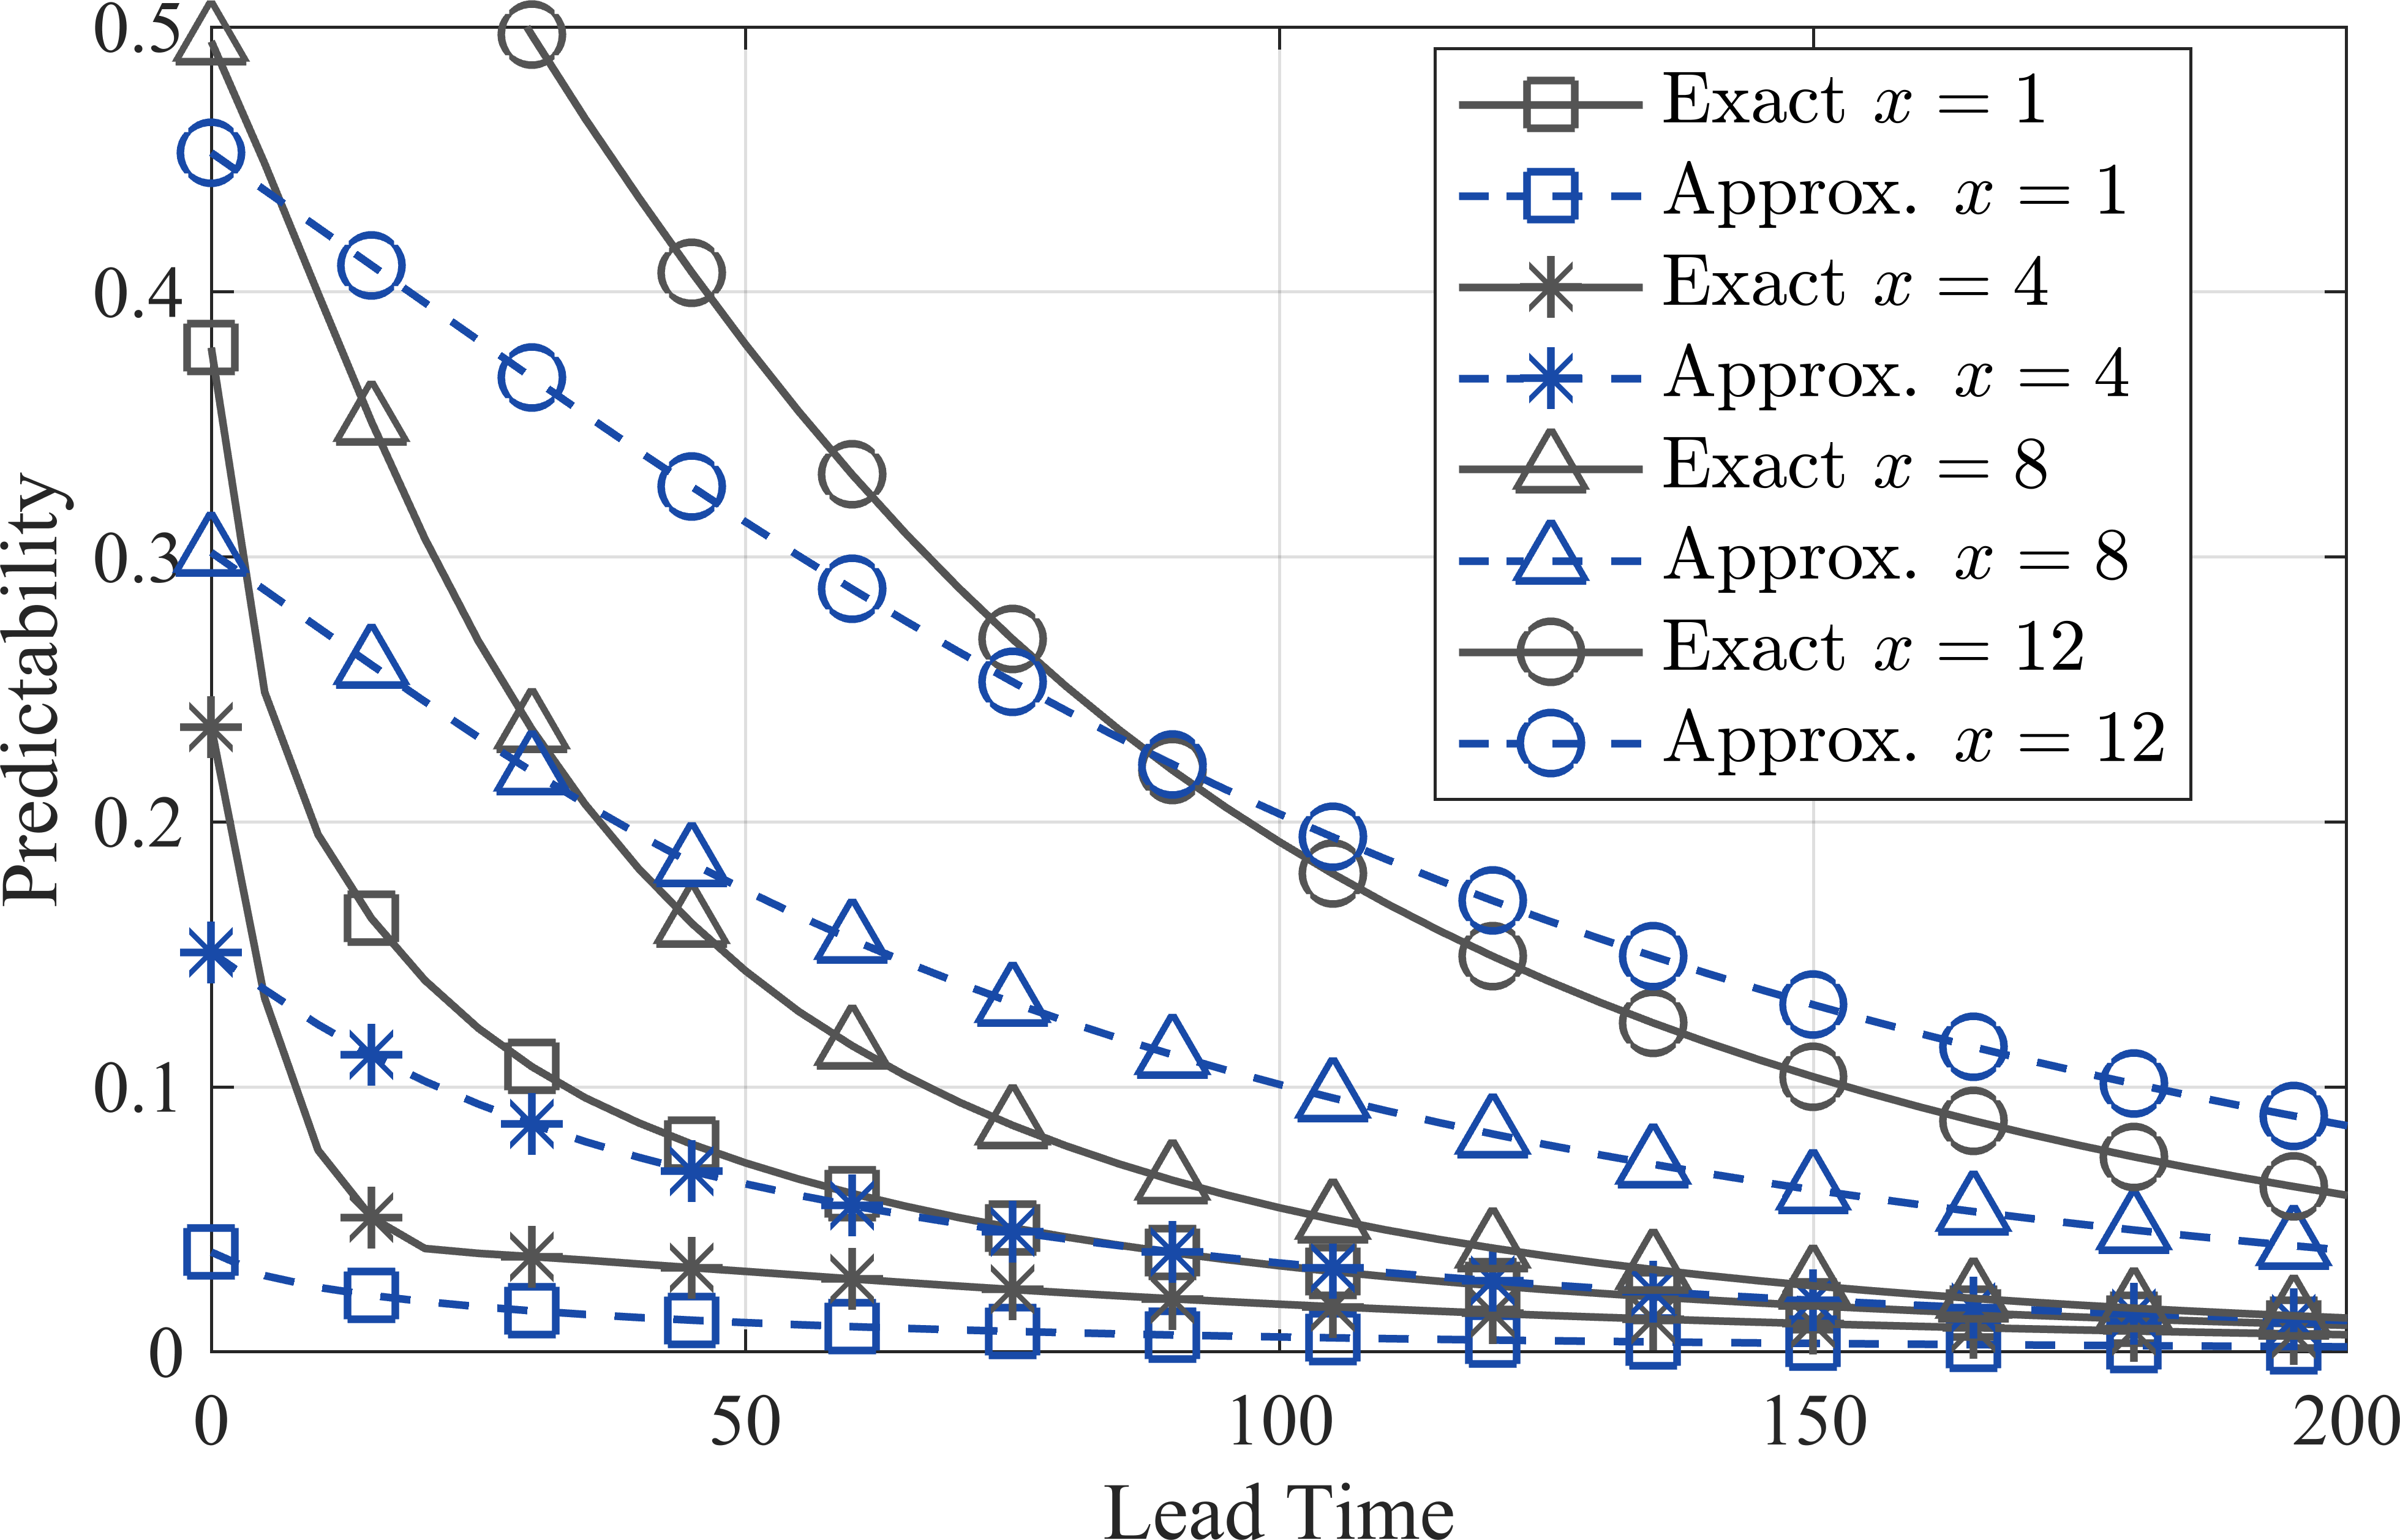 0.5
0.4
0.3
0.2
0.1
0
Predictability
0 50 100 150 200
Lead Time
Exact x = 1
Approx. x = 1
Exact x = 4
Approx. x = 4
Exact x = 8
Approx. x = 8
Exact x = 12
Approx. x = 12